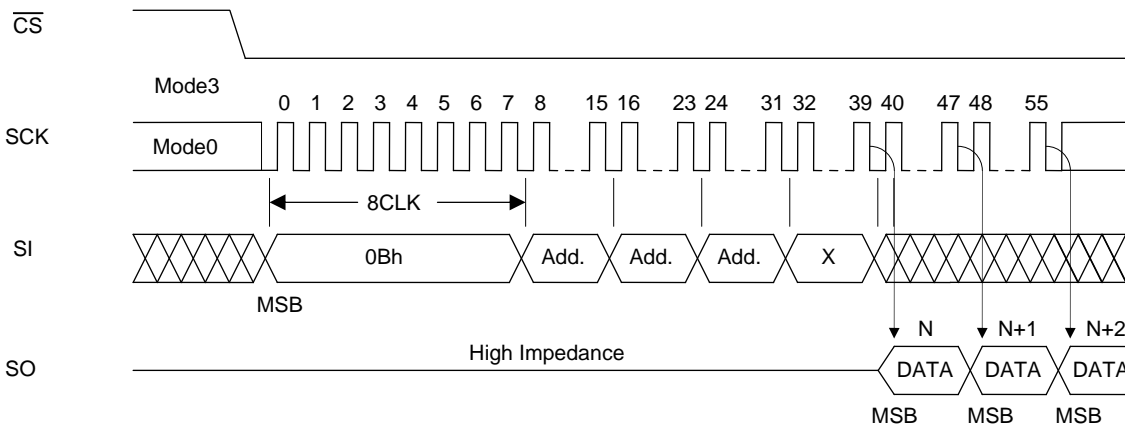 CS
Mode3
0 1 2 3 4 5 6 7 8 15 16 23 24 31 32 39 40 47 48 55
SCK
Mode0
8CLK
SI
0Bh Add. Add. Add. X
MSB
N N+1 N+2
High Impedance
SO
DATA DATA DATA
MSB MSB MSB